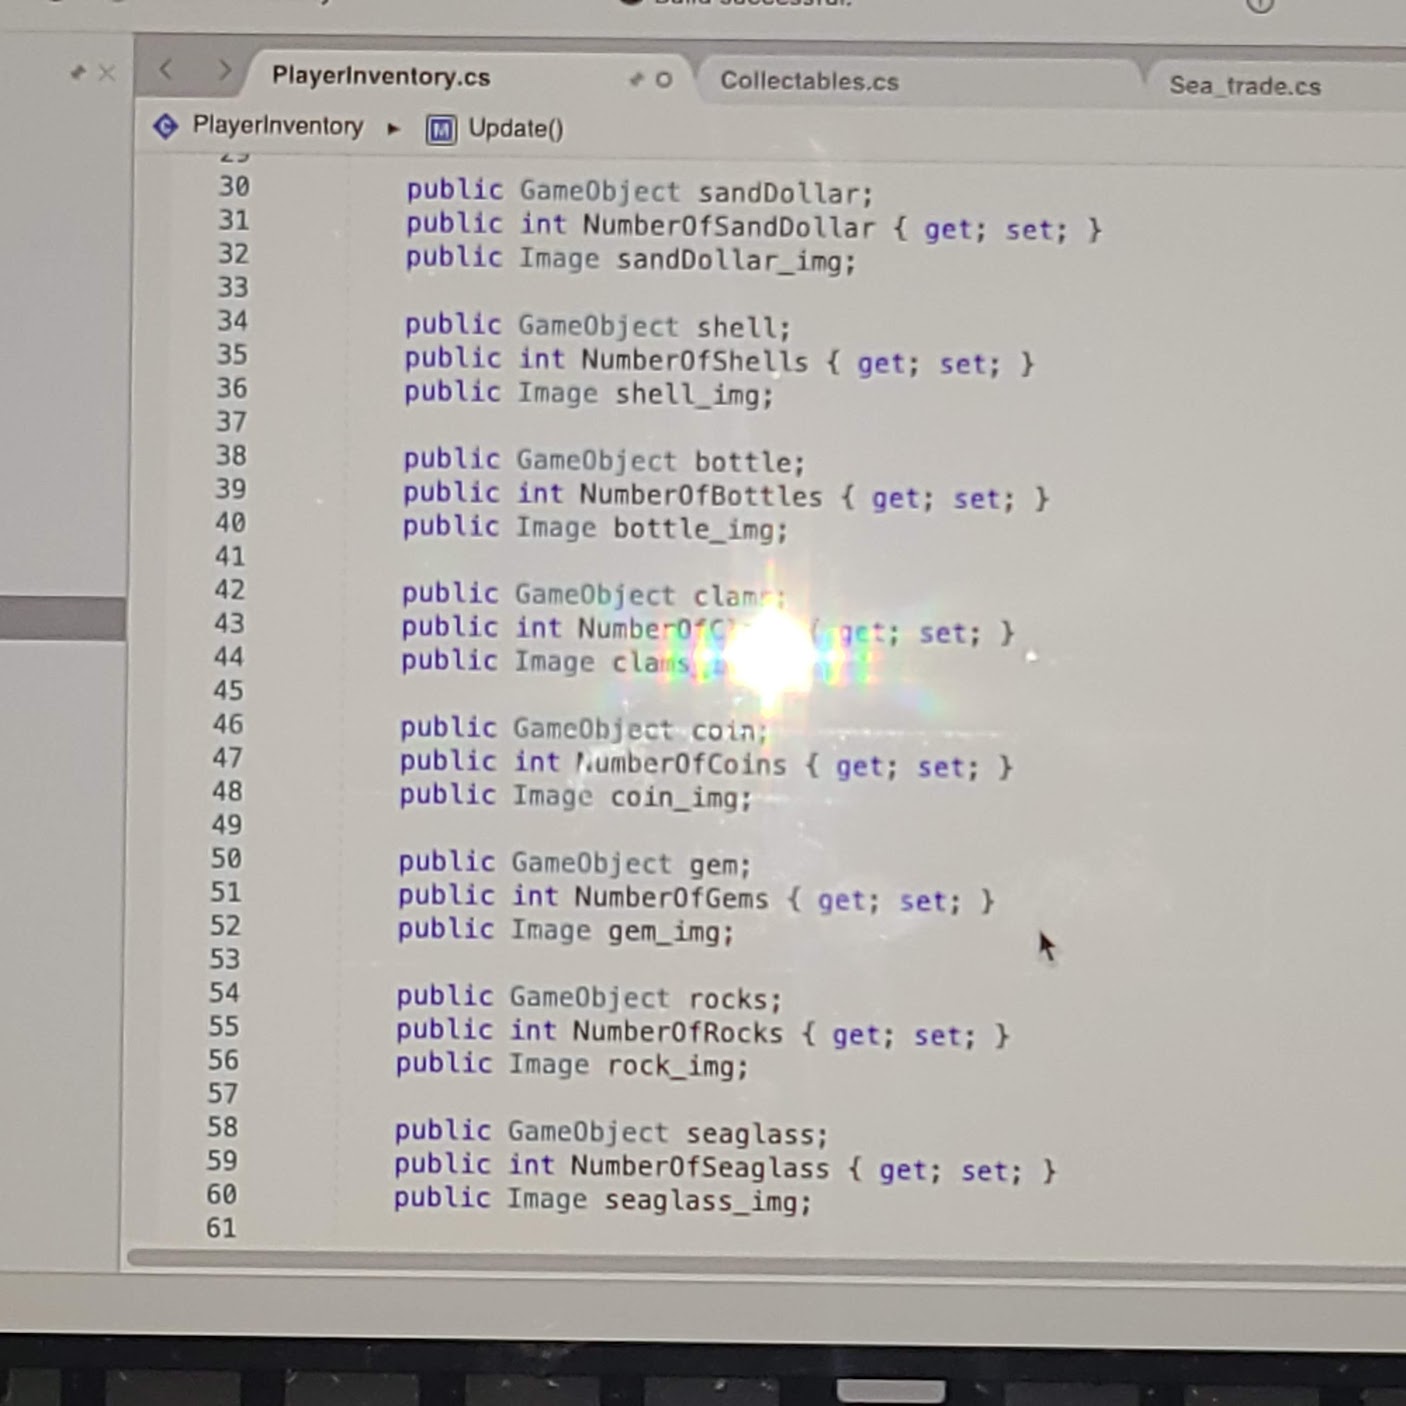 PlayerInventory.cs
Collectables.cs
Sea_trade.cs
PlayerInventory
Update()
30 public GameObject sandDollar;
31 public int NumberOfSandDollar { get; set; }
32 public Image sandDollar_img;
33
34 public GameObject shell;
35 public int NumberOfShells { get; set; }
36 public Image shell_img;
37
38 public GameObject bottle;
39 public int NumberOfBottles { get; set; }
40 public Image bottle_img;
41
42 public GameObject clams;
43 public int { get; set; }
44 public Image
45
46 public GameObject coin;
47 public int NumberOfCoins { get; set; }
48 public Image coin_img;
49
50 public GameObject gem;
51 public int NumberOfGems { get; set; }
52 public Image gem_img;
53
54 public GameObject rocks;
55 public int NumberOfRocks { get; set; }
56 public Image rock_img;
57
58 public GameObject seaglass;
59 public int NumberOfSeaglass { get; set; }
60 public Image seaglass_img;
61